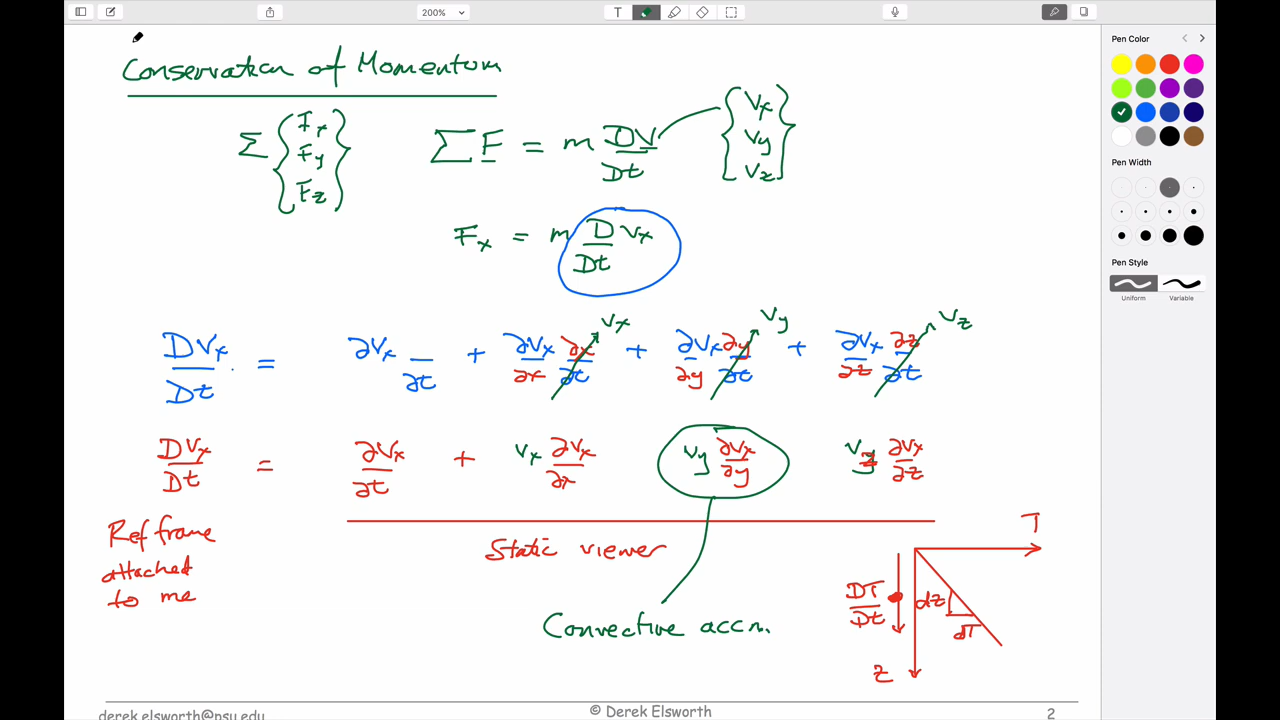 200%
T
Conservation of Momentum
Σ { Fx Fy Fz }
ΣF = m DV/Dt { Vx Vy Vz }
Fx = m D/Dt Vx
Vx Vy Vz
DVx/Dt = ∂Vx/∂t + ∂Vx/∂x ∂x/∂t + ∂Vx/∂y ∂y/∂t + ∂Vx/∂z ∂z/∂t
DVx/Dt = ∂Vx/∂t + Vx ∂Vx/∂x Vy ∂Vx/∂y Vz ∂Vx/∂z
Ref frame
attached
to me
Static viewer
Convective accn.
T
DT/Dt
dz
dT
z
derek.elsworth@psu.edu
© Derek Elsworth
2
Pen Color
Pen Width
Pen Style
Uniform
Variable